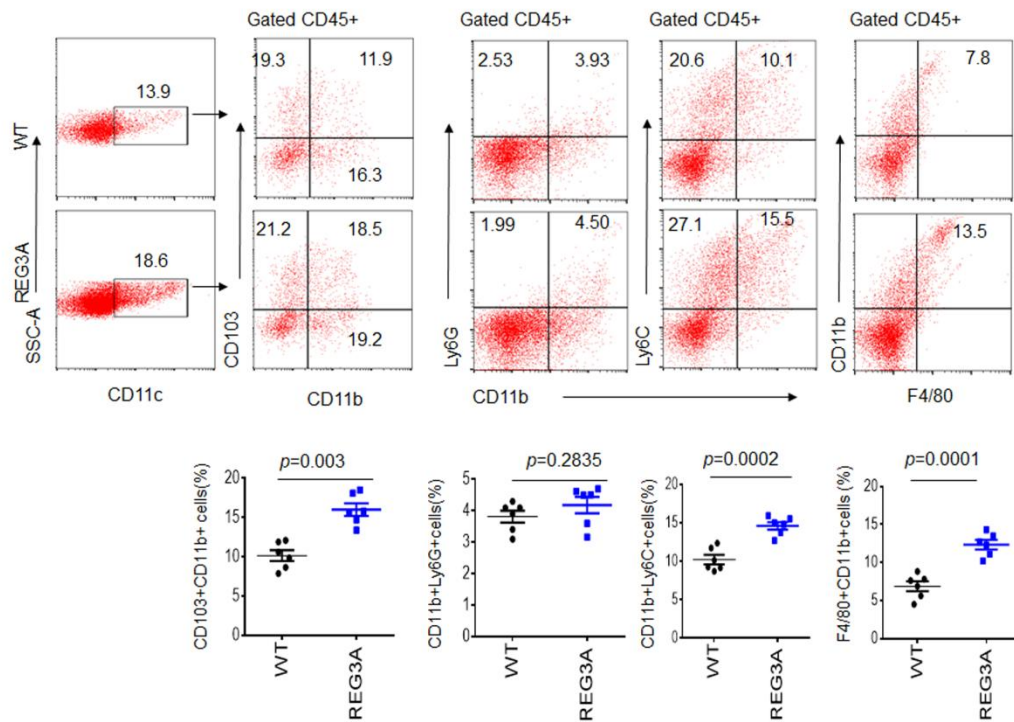 Gated CD45+
Gated CD45+
Gated CD45+
Gated CD45+
WT
13.9
19.3
11.9
16.3
2.53
3.93
20.6
10.1
7.8
SSC-A
REG3A
18.6
CD103
21.2
18.5
19.2
Ly6G
1.99
4.50
Ly6C
27.1
15.5
CD11b
13.5
CD11c
CD11b
CD11b
F4/80
CD103+CD11b+ cells(%)
20
15
10
5
0
p=0.003
WT
REG3A
CD11b+Ly6G+cells(%)
5
4
3
2
1
0
p=0.2835
WT
REG3A
CD11b+Ly6C+cells(%)
20
15
10
5
0
p=0.0002
WT
REG3A
F4/80+CD11b+cells(%)
20
15
10
5
0
p=0.0001
WT
REG3A